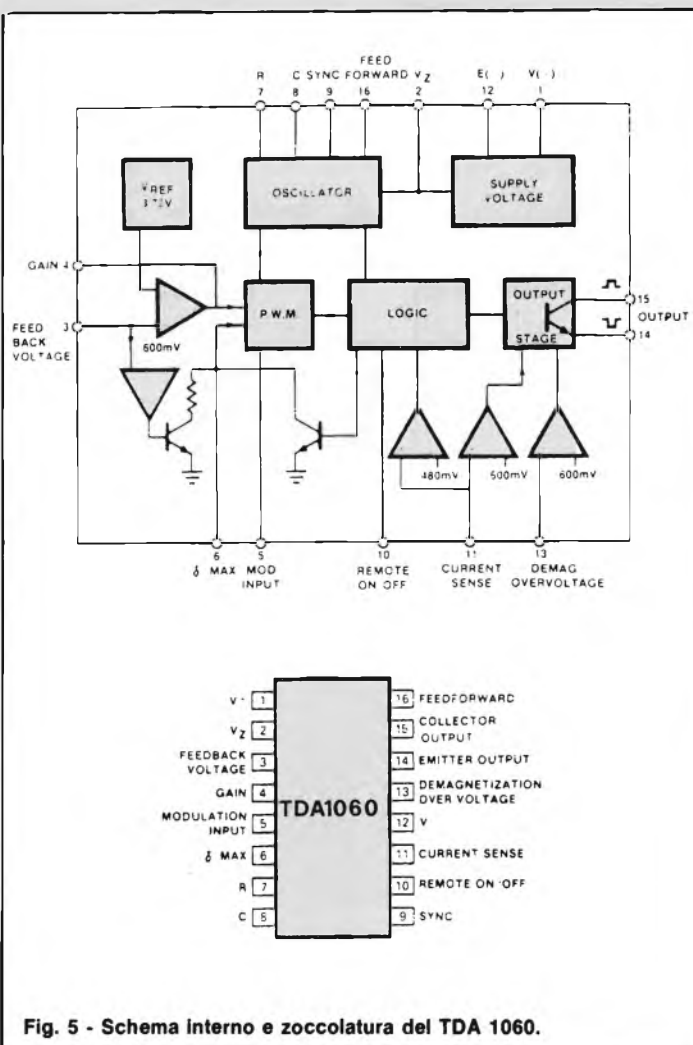 FEED
R C SYNC FORWARD VZ E(-) V(-)
7 8 9 16 2 12 1
OSCILLATOR
SUPPLY
VOLTAGE
VREF
GAIN 4
3
FEED
BACK
VOLTAGE
600mV
P.W.M.
LOGIC
OUTPUT
STAGE
15
OUTPUT
14
480mV
500mV
600mV
6 5 10 11 13
δ MAX MOD
INPUT
REMOTE
ON OFF
CURRENT
SENSE
DEMAG
OVERVOLTAGE
TDA1060
V- 1
VZ 2
FEEDBACK
VOLTAGE 3
GAIN 4
MODULATION
INPUT 5
δ MAX 6
R 7
C 8
16 FEEDFORWARD
15 COLLECTOR
OUTPUT
14 EMITTER OUTPUT
13 DEMAGNETIZATION
OVER VOLTAGE
12 V
11 CURRENT SENSE
10 REMOTE ON OFF
9 SYNC
Fig. 5 - Schema interno e zoccolatura del TDA 1060.